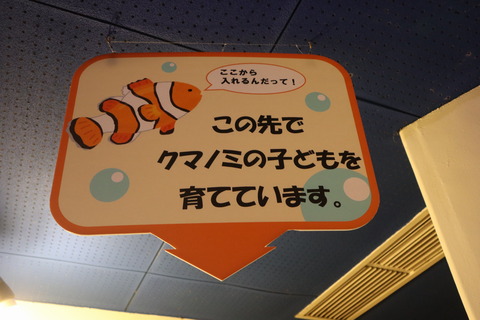 ここから
入れるんだって！
この先で
クマノミの子どもを
育てています。